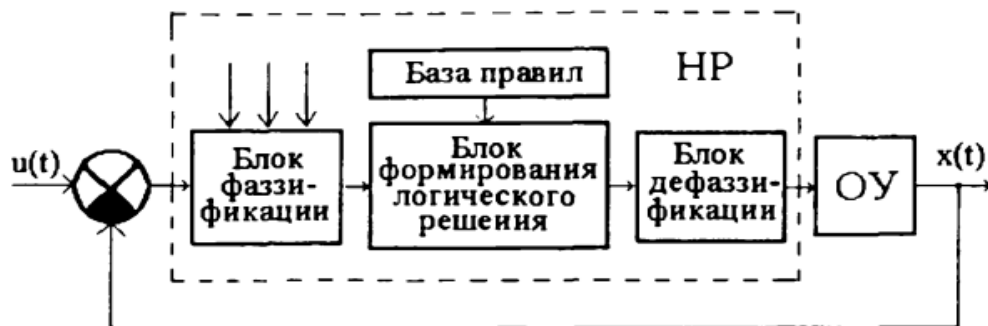 База правил
НР
u(t)
Блок
фаззи-
фикации
Блок
формирования
логического
решения
Блок
дефаззи-
фикации
ОУ
x(t)